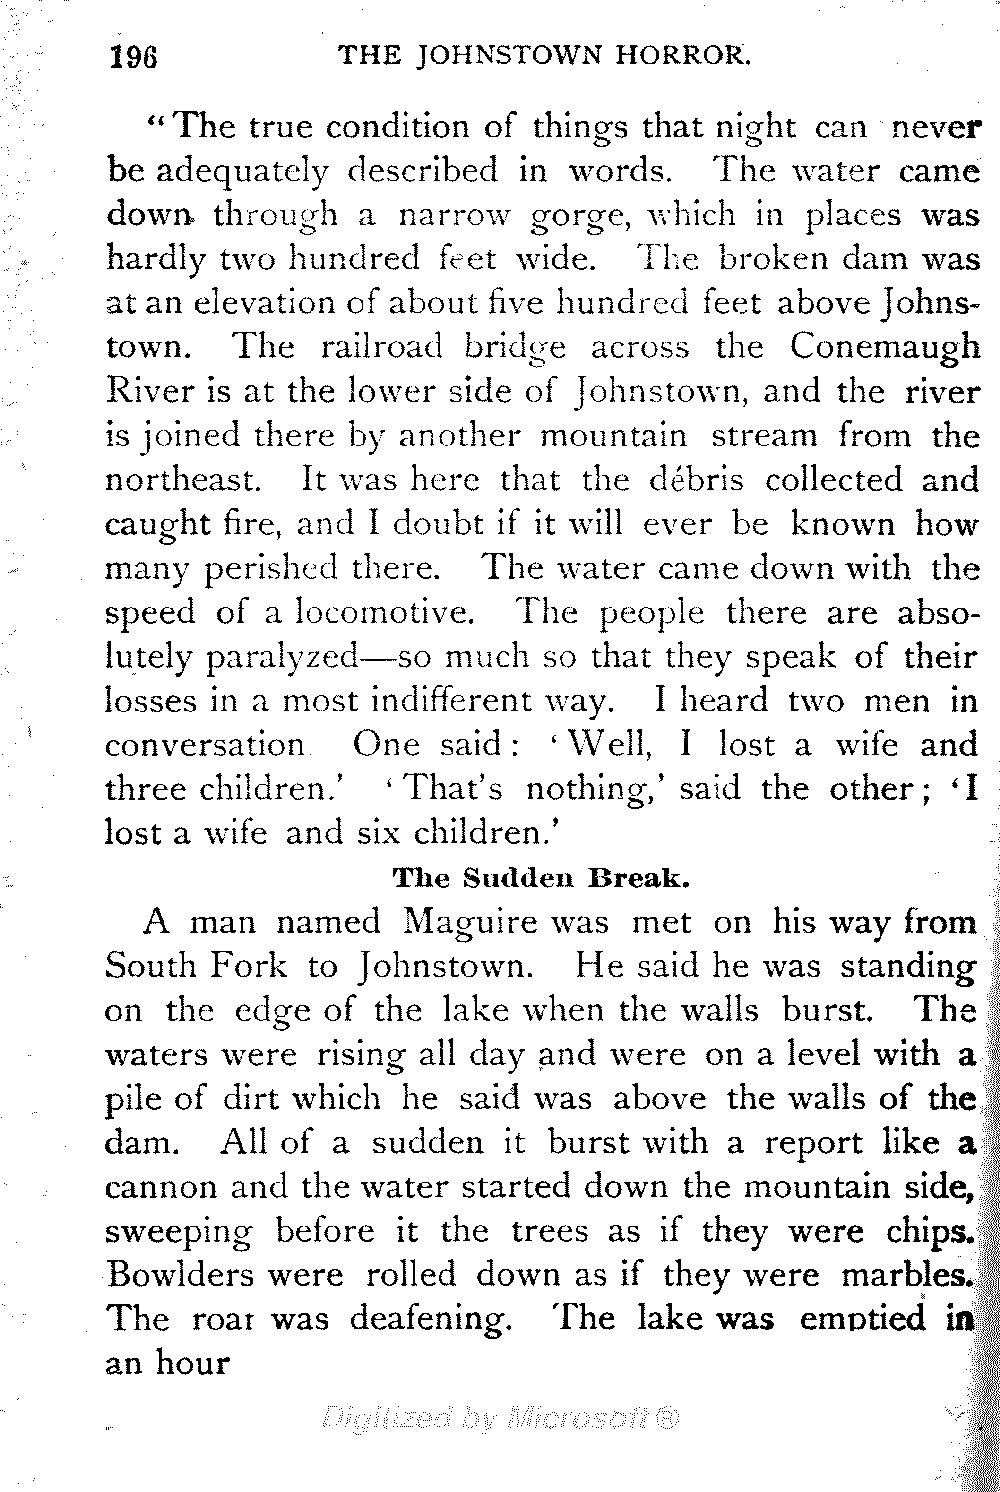 196 THE JOHNSTOWN HORROR.
"The true condition of things that night can never
be adequately described in words. The water came
down through a narrow gorge, which in places was
hardly two hundred feet wide. The broken dam was
at an elevation of about five hundred feet above Johns-
town. The railroad bridge across the Conemaugh
River is at the lower side of Johnstown, and the river
is joined there by another mountain stream from the
northeast. It was here that the débris collected and
caught fire, and I doubt if it will ever be known how
many perished there. The water came down with the
speed of a locomotive. The people there are abso-
lutely paralyzed—so much so that they speak of their
losses in a most indifferent way. I heard two men in
conversation One said: 'Well, I lost a wife and
three children.' 'That's nothing,' said the other; 'I
lost a wife and six children.'
The Sudden Break.
A man named Maguire was met on his way from
South Fork to Johnstown. He said he was standing
on the edge of the lake when the walls burst. The
waters were rising all day and were on a level with a
pile of dirt which he said was above the walls of the
dam. All of a sudden it burst with a report like a
cannon and the water started down the mountain side,
sweeping before it the trees as if they were chips.
Bowlders were rolled down as if they were marbles.
The roar was deafening. The lake was emptied in
an hour
Digitized by Microsoft®